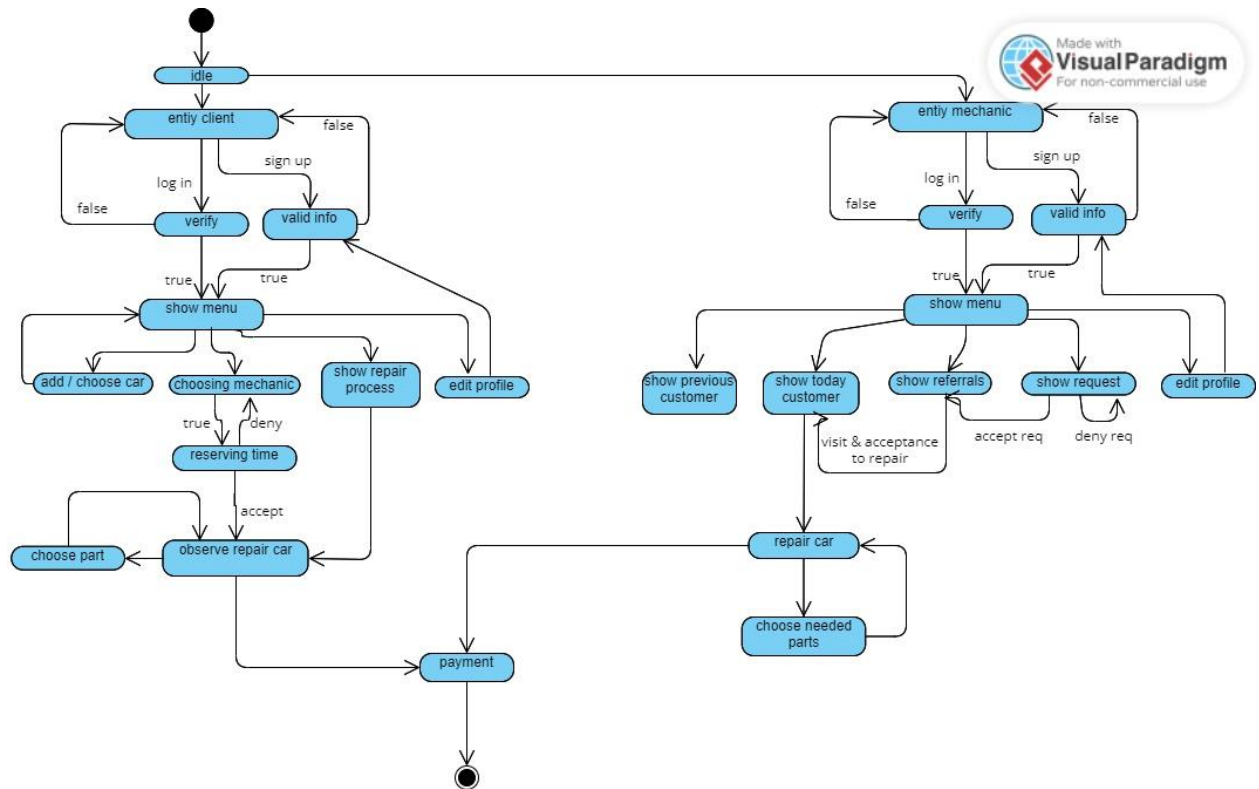 Made with
Visual Paradigm
For non-commercial use
idle
entiy client
entiy mechanic
false
false
sign up
sign up
log in
log in
false
false
verify
valid info
verify
valid info
true
true
true
true
show menu
show menu
add / choose car
choosing mechanic
show repair
process
edit profile
show previous
customer
show today
customer
show referrals
show request
edit profile
true
deny
visit & acceptance
to repair
accept req
deny req
reserving time
accept
choose part
observe repair car
repair car
choose needed
parts
payment